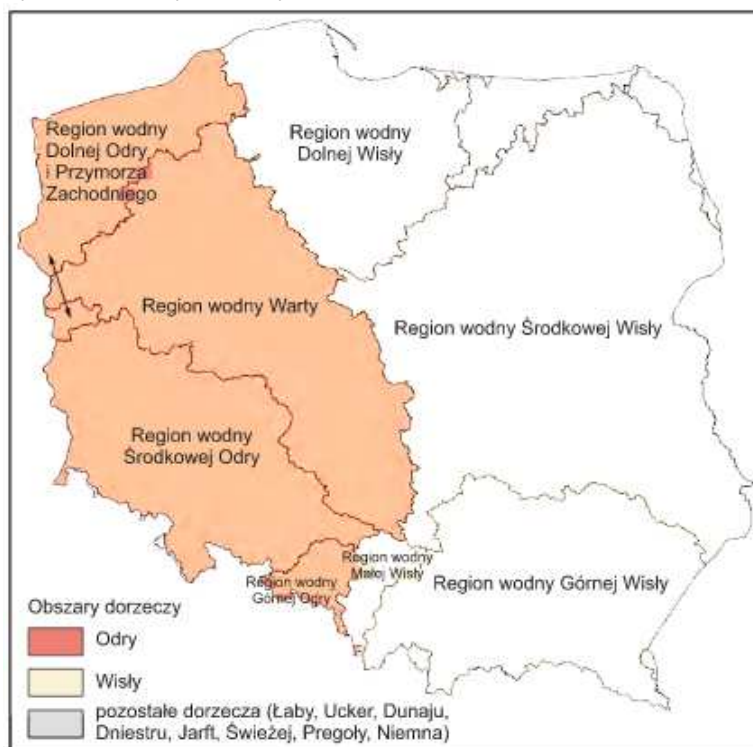 Region wodny
Dolnej Odry
i Przymorza
Zachodniego
Region wodny
Dolnej Wisły
Region wodny Warty
Region wodny Środkowej Wisły
Region wodny
Środkowej Odry
Region wodny
Małej Wisły
Region wodny
Górnej Odry
Region wodny Górnej Wisły
Obszary dorzeczy
Odry
Wisły
pozostałe dorzecza (Łaby, Ucker, Dunaju,
Dniestru, Jarft, Świeżej, Pregoły, Niemna)